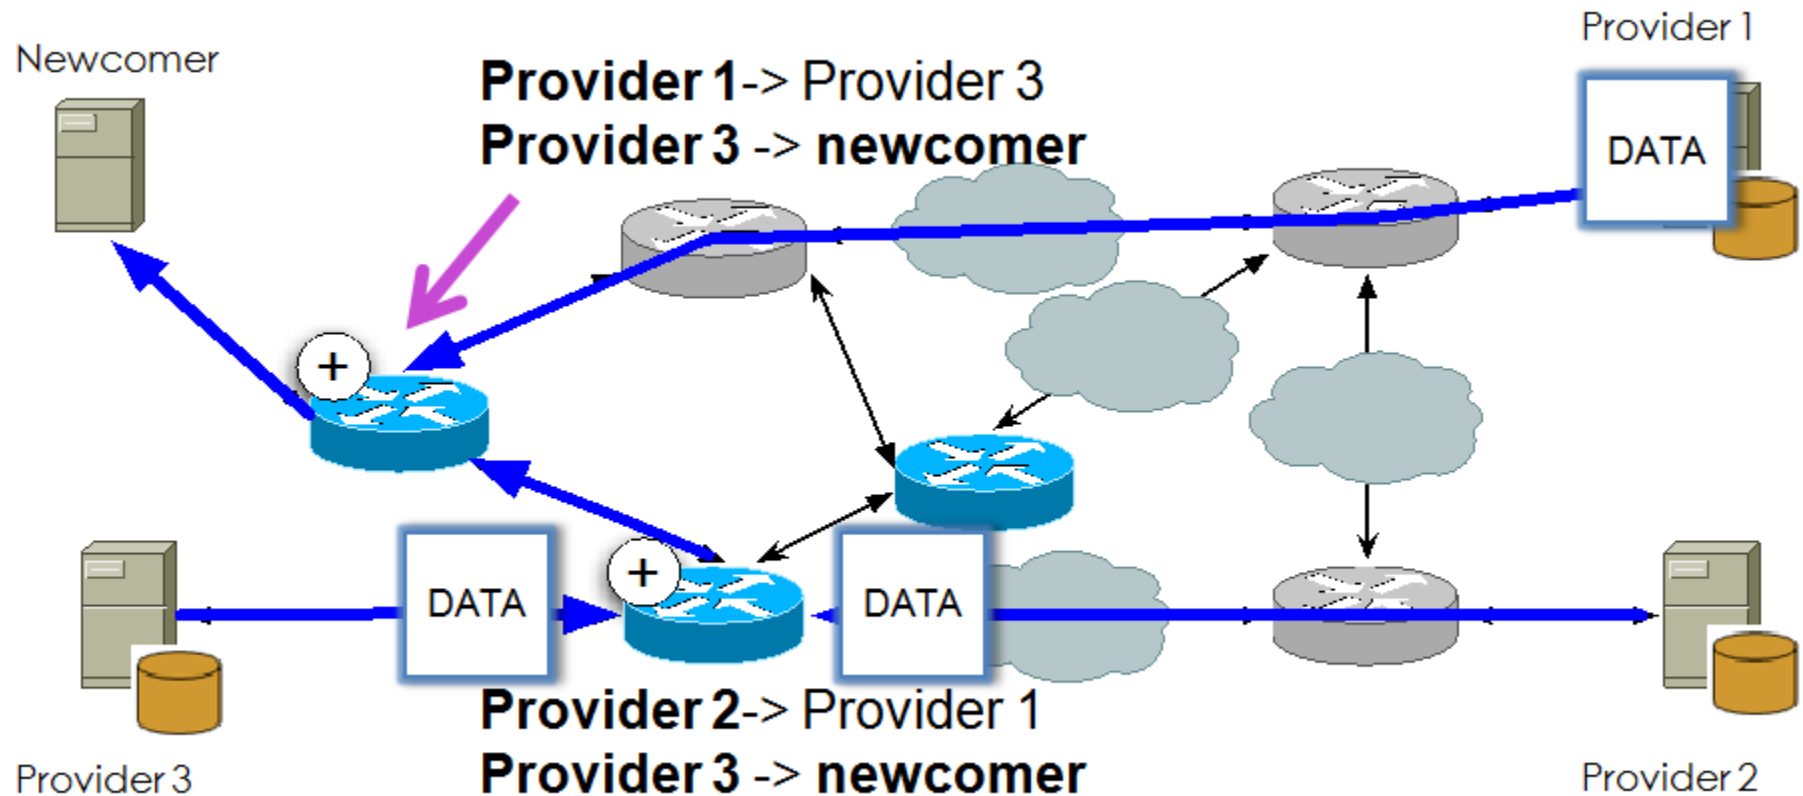 Provider 1
Newcomer
Provider 1-> Provider 3
Provider 3 -> newcomer
DATA
+
+
DATA
DATA
Provider 2-> Provider 1
Provider 3 -> newcomer
Provider 3
Provider 2